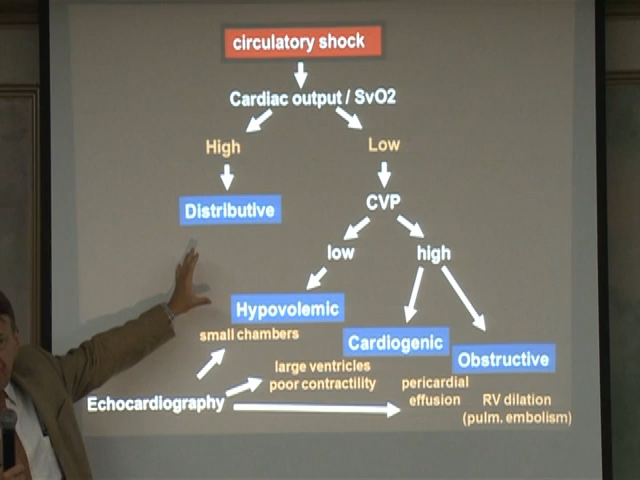 circulatory shock
Cardiac output / SvO2
High
Low
Distributive
CVP
low
high
Hypovolemic
small chambers
Cardiogenic
Obstructive
large ventricles
poor contractility
pericardial
effusion
RV dilation
(pulm. embolism)
Echocardiography